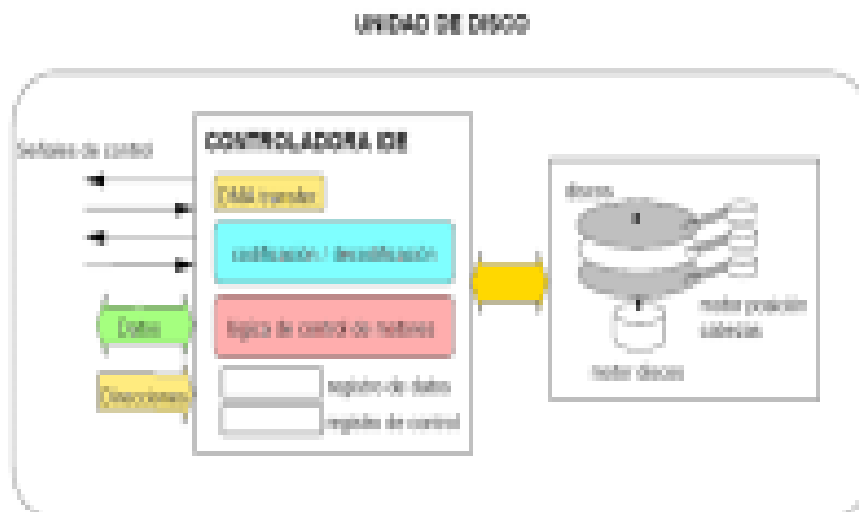 UNIDAD DE DISCO
Señales de control
CONTROLADORA IDE
DMA transfer
codificación / decodificación
lógica de control de motores
Datos
Direcciones
registro de datos
registro de control
discos
motor posición
cabezas
motor discos